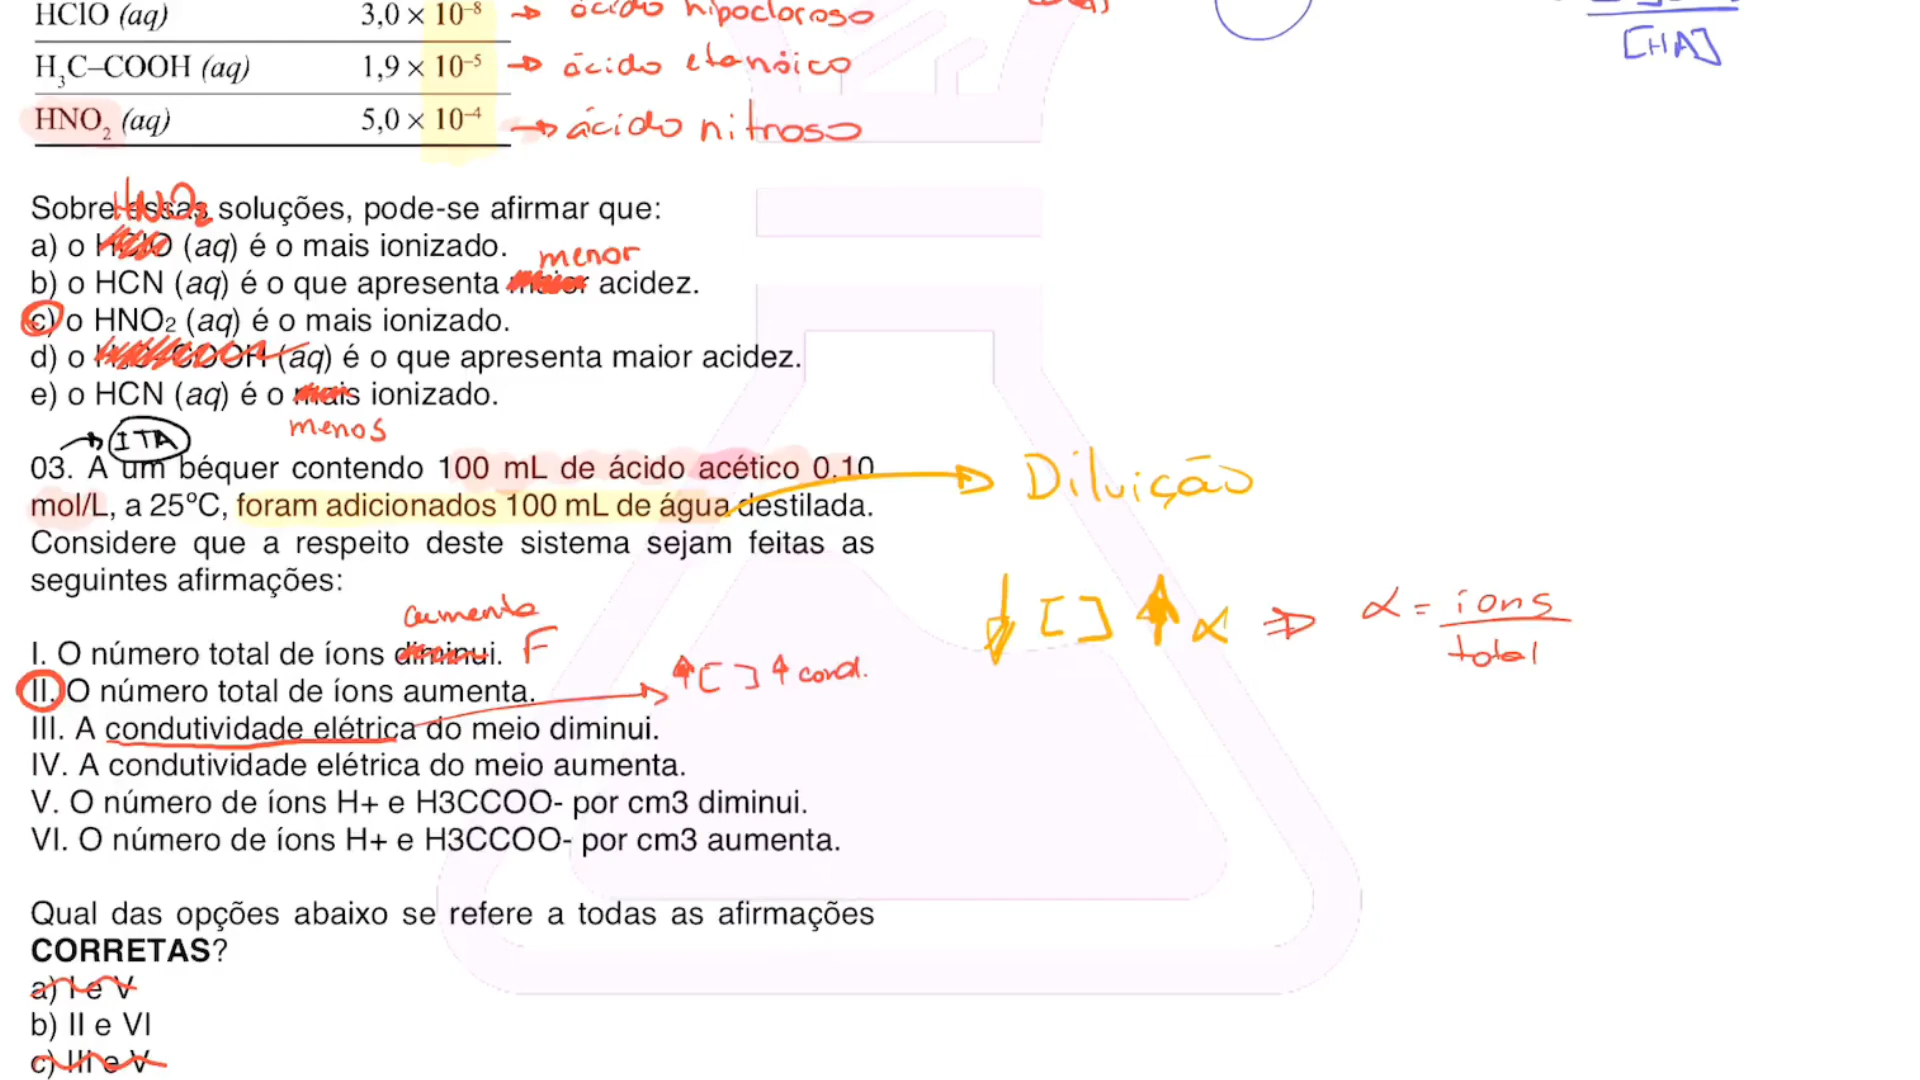 HClO (aq) 3,0 × 10⁻⁸ → ácido hipocloroso
[HA]
H₃C–COOH (aq) 1,9 × 10⁻⁵ → ácido etanóico
HNO₂ (aq) 5,0 × 10⁻⁴ → ácido nitroso
HNO₂
Sobre essas soluções, pode-se afirmar que:
a) o HClO (aq) é o mais ionizado.
menor
b) o HCN (aq) é o que apresenta maior acidez.
c) o HNO₂ (aq) é o mais ionizado.
d) o H₃C–COOH (aq) é o que apresenta maior acidez.
e) o HCN (aq) é o mais ionizado.
menos
→ ITA
03. A um béquer contendo 100 mL de ácido acético 0,10
mol/L, a 25ºC, foram adicionados 100 mL de água destilada.
→ Diluição
Considere que a respeito deste sistema sejam feitas as
seguintes afirmações:
↓ [ ] ↑ α ⇒ α = íons / total
aumenta
I. O número total de íons diminui. F
II. O número total de íons aumenta.
→ ↑[ ] ↑ cond.
III. A condutividade elétrica do meio diminui.
IV. A condutividade elétrica do meio aumenta.
V. O número de íons H+ e H3CCOO- por cm3 diminui.
VI. O número de íons H+ e H3CCOO- por cm3 aumenta.
Qual das opções abaixo se refere a todas as afirmações
CORRETAS?
a) I e V
b) II e VI
c) III e V